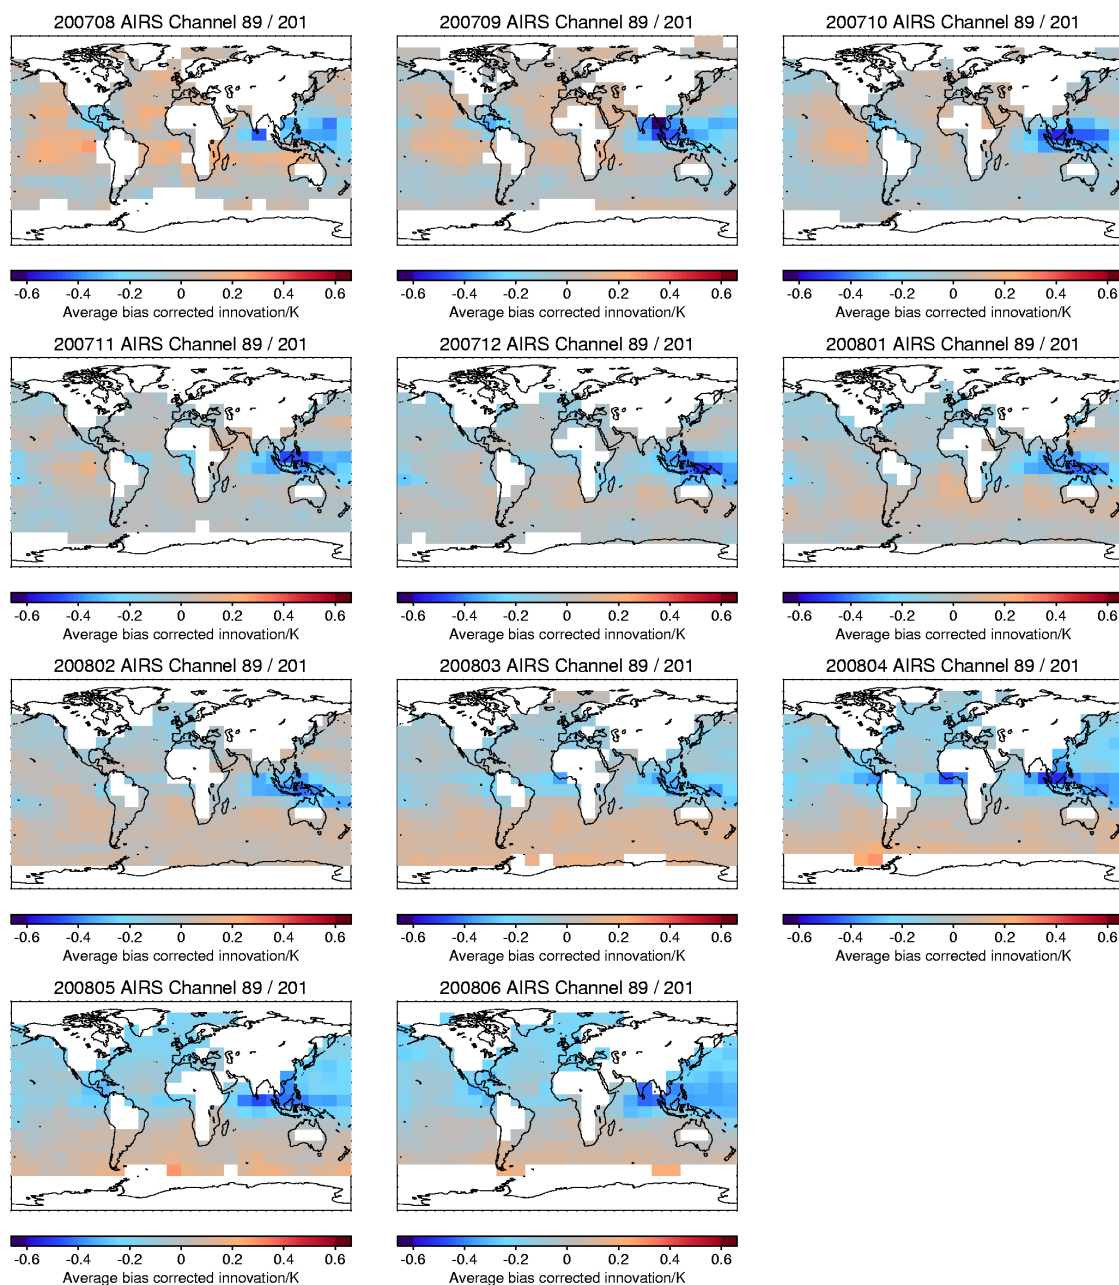 200708 AIRS Channel 89 / 201
200709 AIRS Channel 89 / 201
200710 AIRS Channel 89 / 201
-0.6 -0.4 -0.2 0 0.2 0.4 0.6
-0.6 -0.4 -0.2 0 0.2 0.4 0.6
-0.6 -0.4 -0.2 0 0.2 0.4 0.6
Average bias corrected innovation/K
Average bias corrected innovation/K
Average bias corrected innovation/K
200711 AIRS Channel 89 / 201
200712 AIRS Channel 89 / 201
200801 AIRS Channel 89 / 201
-0.6 -0.4 -0.2 0 0.2 0.4 0.6
-0.6 -0.4 -0.2 0 0.2 0.4 0.6
-0.6 -0.4 -0.2 0 0.2 0.4 0.6
Average bias corrected innovation/K
Average bias corrected innovation/K
Average bias corrected innovation/K
200802 AIRS Channel 89 / 201
200803 AIRS Channel 89 / 201
200804 AIRS Channel 89 / 201
-0.6 -0.4 -0.2 0 0.2 0.4 0.6
-0.6 -0.4 -0.2 0 0.2 0.4 0.6
-0.6 -0.4 -0.2 0 0.2 0.4 0.6
Average bias corrected innovation/K
Average bias corrected innovation/K
Average bias corrected innovation/K
200805 AIRS Channel 89 / 201
200806 AIRS Channel 89 / 201
-0.6 -0.4 -0.2 0 0.2 0.4 0.6
-0.6 -0.4 -0.2 0 0.2 0.4 0.6
Average bias corrected innovation/K
Average bias corrected innovation/K